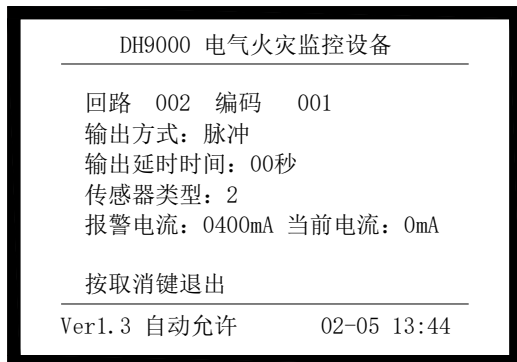 DH9000 电气火灾监控设备
回路 002 编码 001
输出方式：脉冲
输出延时时间：00秒
传感器类型：2
报警电流：0400mA 当前电流：0mA
按取消键退出
Ver1.3 自动允许 02-05 13:44